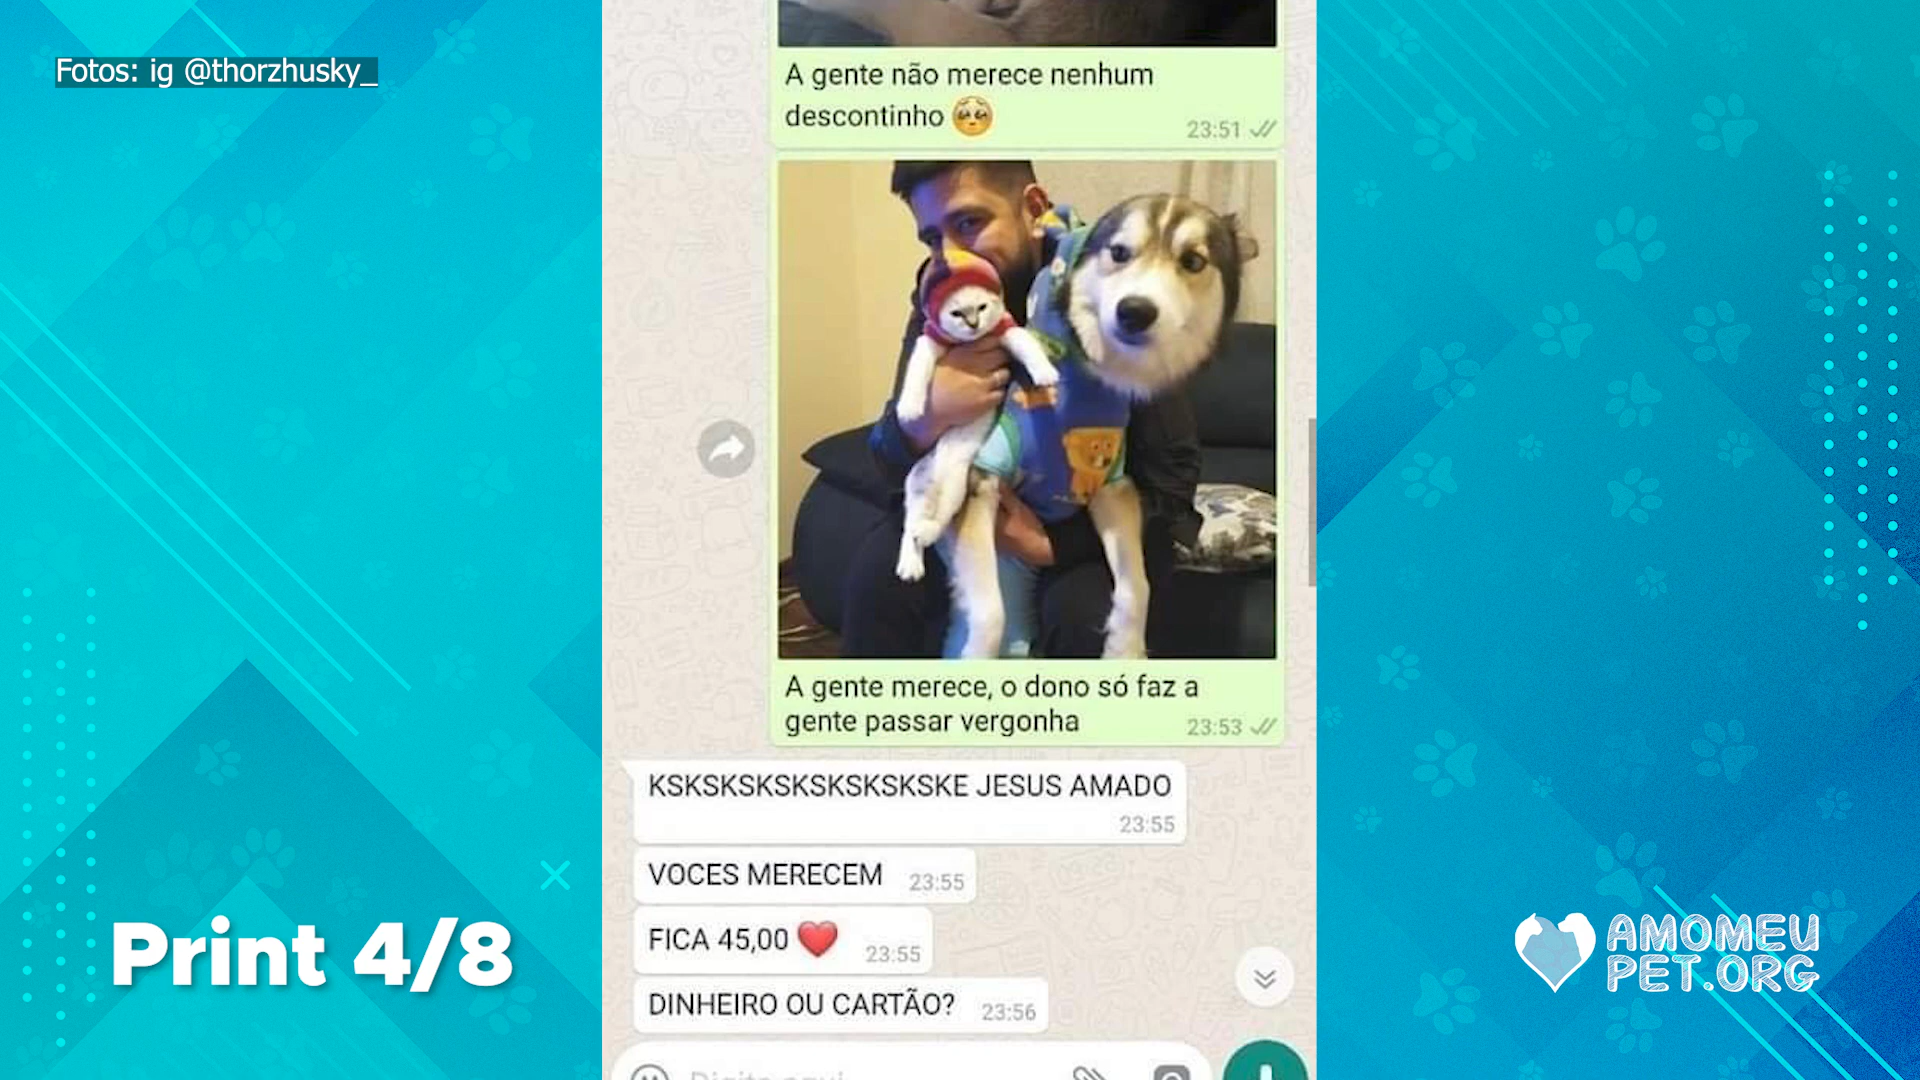 Fotos: ig @thorzhusky_
A gente não merece nenhum
descontinho 🥺
23:51
A gente merece, o dono só faz a
gente passar vergonha
23:53
KSKSKSKSKSKSKSKSKE JESUS AMADO
23:55
VOCES MERECEM 23:55
FICA 45,00 ❤️ 23:55
DINHEIRO OU CARTÃO? 23:56
Digite aqui
Print 4/8
AMOMEU
PET.ORG